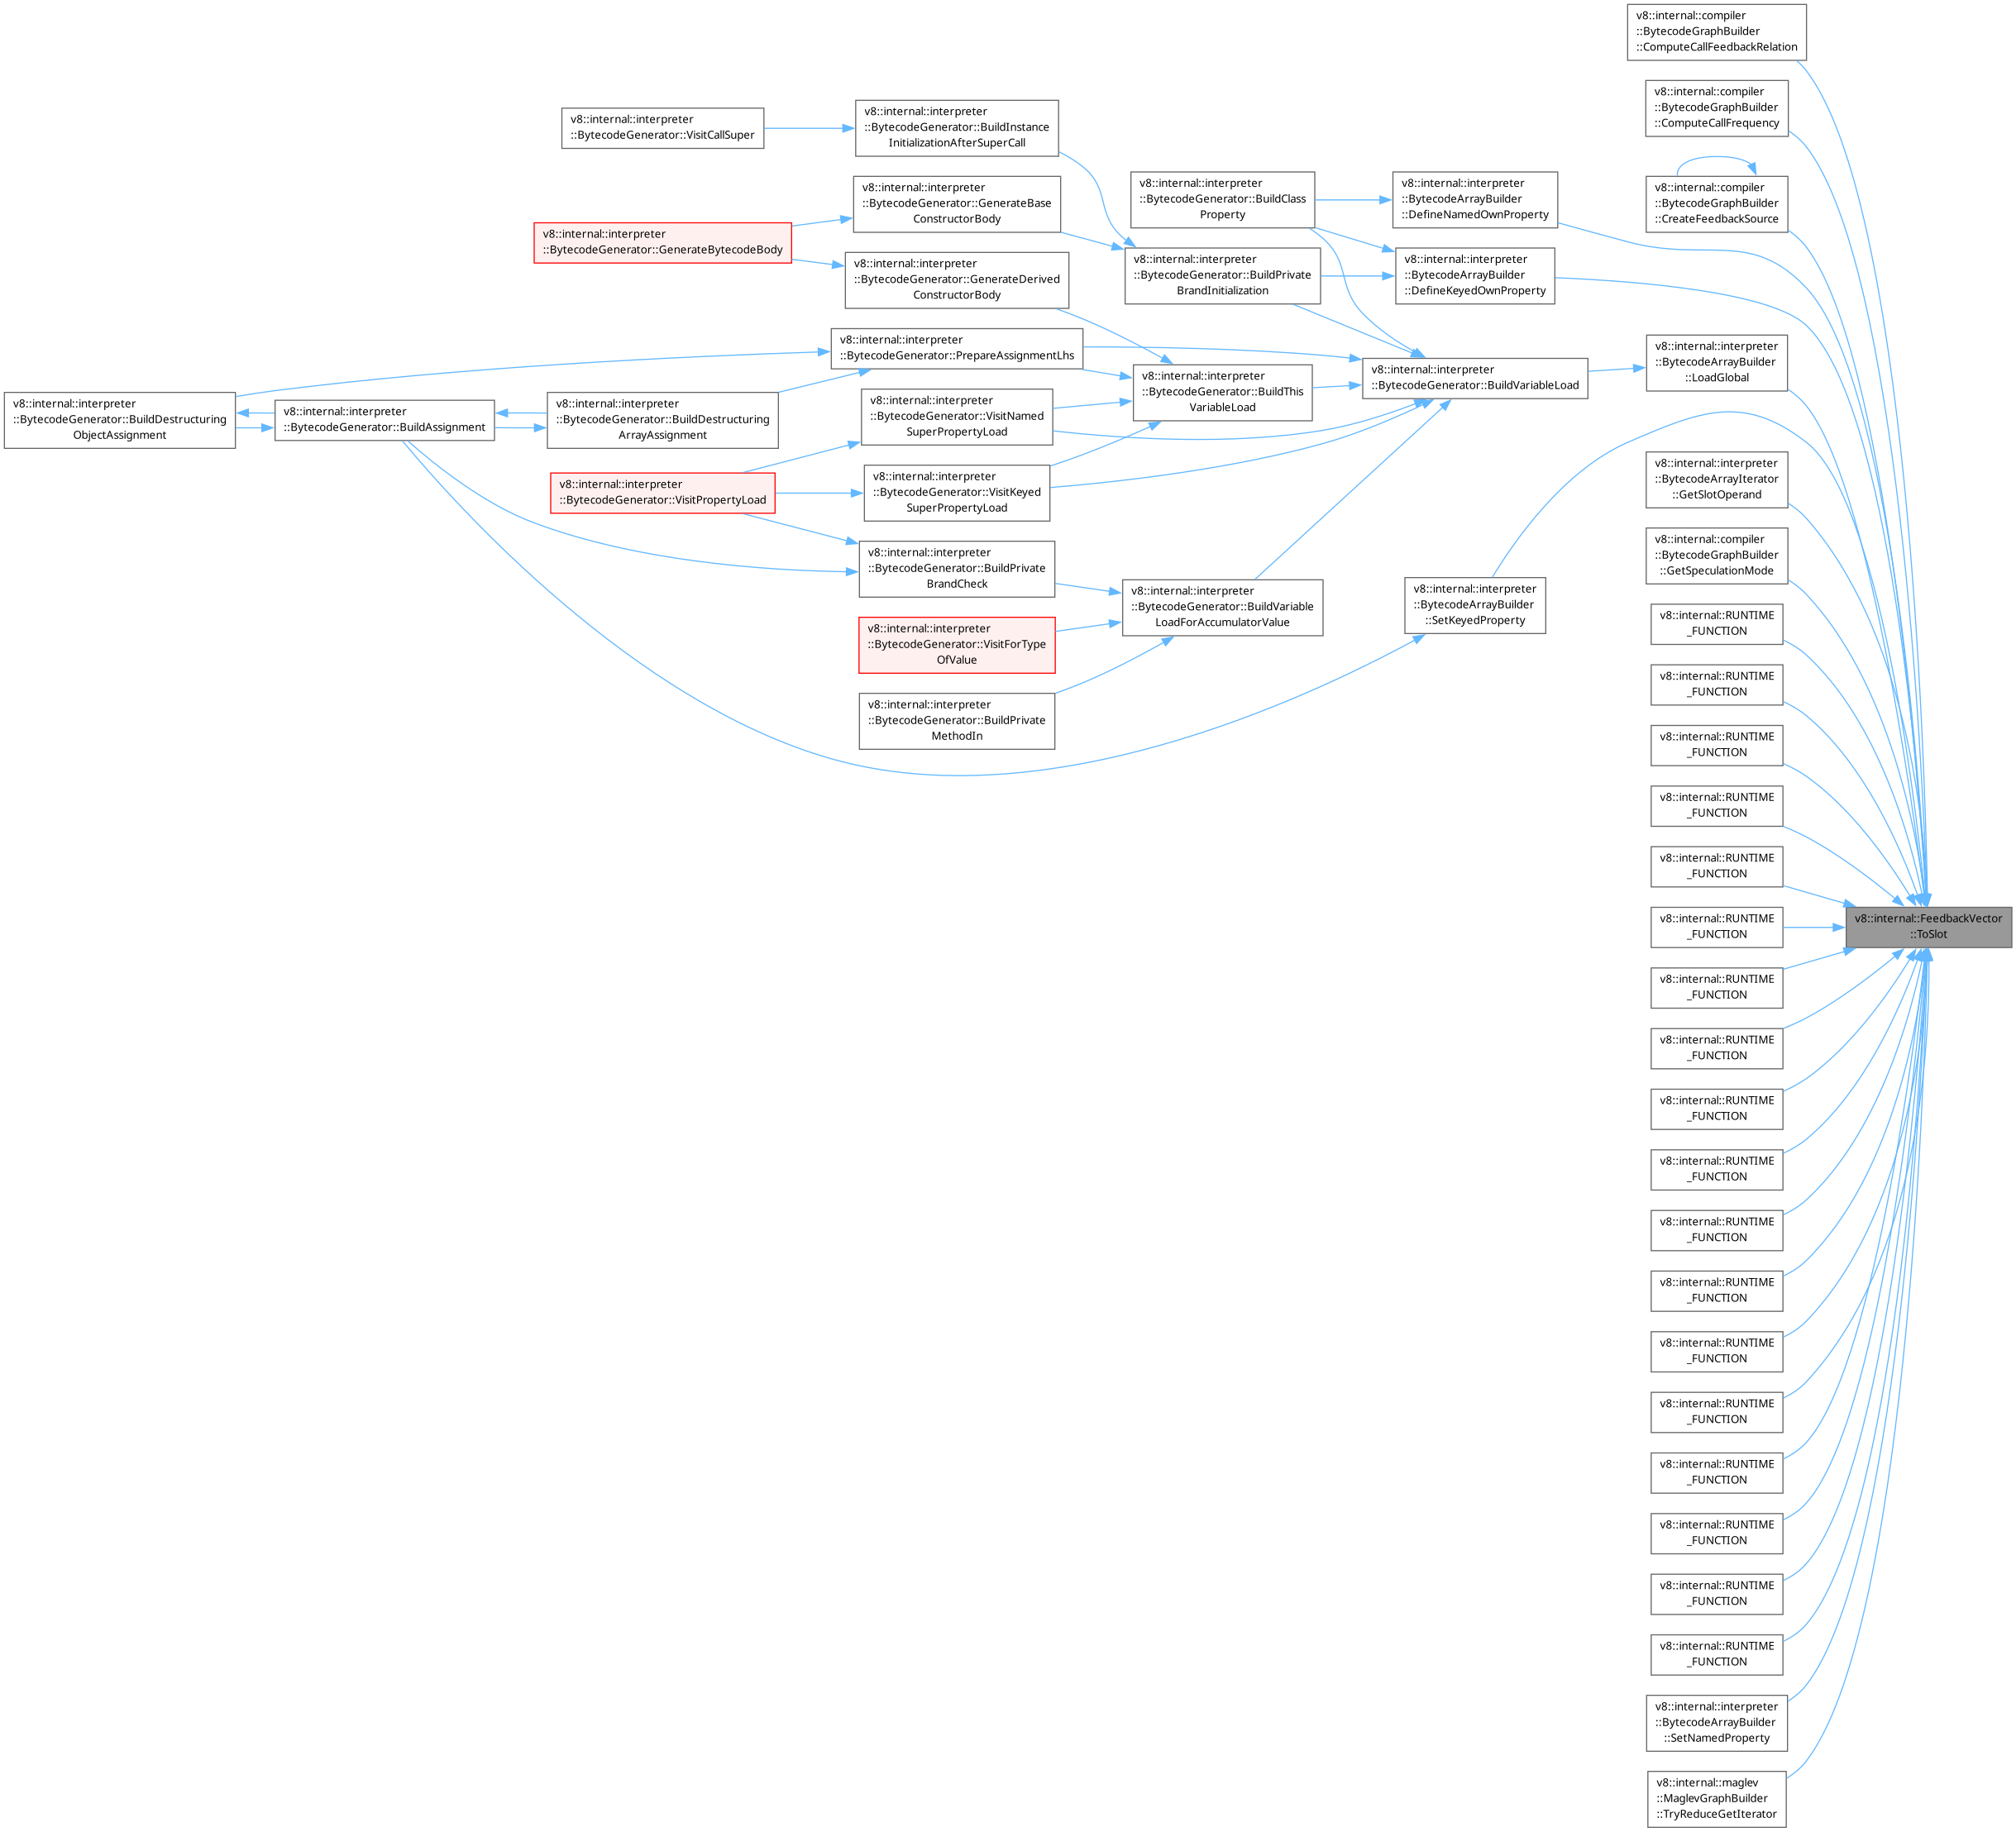 v8::internal::compiler
::BytecodeGraphBuilder
::ComputeCallFeedbackRelation
v8::internal::compiler
::BytecodeGraphBuilder
::ComputeCallFrequency
v8::internal::interpreter
::BytecodeGenerator::VisitCallSuper
v8::internal::interpreter
::BytecodeGenerator::BuildInstance
InitializationAfterSuperCall
v8::internal::compiler
::BytecodeGraphBuilder
::CreateFeedbackSource
v8::internal::interpreter
::BytecodeGenerator::BuildClass
Property
v8::internal::interpreter
::BytecodeArrayBuilder
::DefineNamedOwnProperty
v8::internal::interpreter
::BytecodeGenerator::GenerateBase
ConstructorBody
v8::internal::interpreter
::BytecodeGenerator::GenerateBytecodeBody
v8::internal::interpreter
::BytecodeGenerator::BuildPrivate
BrandInitialization
v8::internal::interpreter
::BytecodeArrayBuilder
::DefineKeyedOwnProperty
v8::internal::interpreter
::BytecodeGenerator::GenerateDerived
ConstructorBody
v8::internal::interpreter
::BytecodeGenerator::PrepareAssignmentLhs
v8::internal::interpreter
::BytecodeArrayBuilder
::LoadGlobal
v8::internal::interpreter
::BytecodeGenerator::BuildVariableLoad
v8::internal::interpreter
::BytecodeGenerator::BuildThis
VariableLoad
v8::internal::interpreter
::BytecodeGenerator::BuildDestructuring
ObjectAssignment
v8::internal::interpreter
::BytecodeGenerator::BuildAssignment
v8::internal::interpreter
::BytecodeGenerator::BuildDestructuring
ArrayAssignment
v8::internal::interpreter
::BytecodeGenerator::VisitNamed
SuperPropertyLoad
v8::internal::interpreter
::BytecodeGenerator::VisitPropertyLoad
v8::internal::interpreter
::BytecodeGenerator::VisitKeyed
SuperPropertyLoad
v8::internal::interpreter
::BytecodeArrayIterator
::GetSlotOperand
v8::internal::compiler
::BytecodeGraphBuilder
::GetSpeculationMode
v8::internal::interpreter
::BytecodeGenerator::BuildPrivate
BrandCheck
v8::internal::interpreter
::BytecodeGenerator::BuildVariable
LoadForAccumulatorValue
v8::internal::interpreter
::BytecodeArrayBuilder
::SetKeyedProperty
v8::internal::interpreter
::BytecodeGenerator::VisitForType
OfValue
v8::internal::interpreter
::BytecodeGenerator::BuildPrivate
MethodIn
v8::internal::RUNTIME
_FUNCTION
v8::internal::RUNTIME
_FUNCTION
v8::internal::RUNTIME
_FUNCTION
v8::internal::RUNTIME
_FUNCTION
v8::internal::RUNTIME
_FUNCTION
v8::internal::RUNTIME
_FUNCTION
v8::internal::FeedbackVector
::ToSlot
v8::internal::RUNTIME
_FUNCTION
v8::internal::RUNTIME
_FUNCTION
v8::internal::RUNTIME
_FUNCTION
v8::internal::RUNTIME
_FUNCTION
v8::internal::RUNTIME
_FUNCTION
v8::internal::RUNTIME
_FUNCTION
v8::internal::RUNTIME
_FUNCTION
v8::internal::RUNTIME
_FUNCTION
v8::internal::RUNTIME
_FUNCTION
v8::internal::RUNTIME
_FUNCTION
v8::internal::RUNTIME
_FUNCTION
v8::internal::RUNTIME
_FUNCTION
v8::internal::interpreter
::BytecodeArrayBuilder
::SetNamedProperty
v8::internal::maglev
::MaglevGraphBuilder
::TryReduceGetIterator